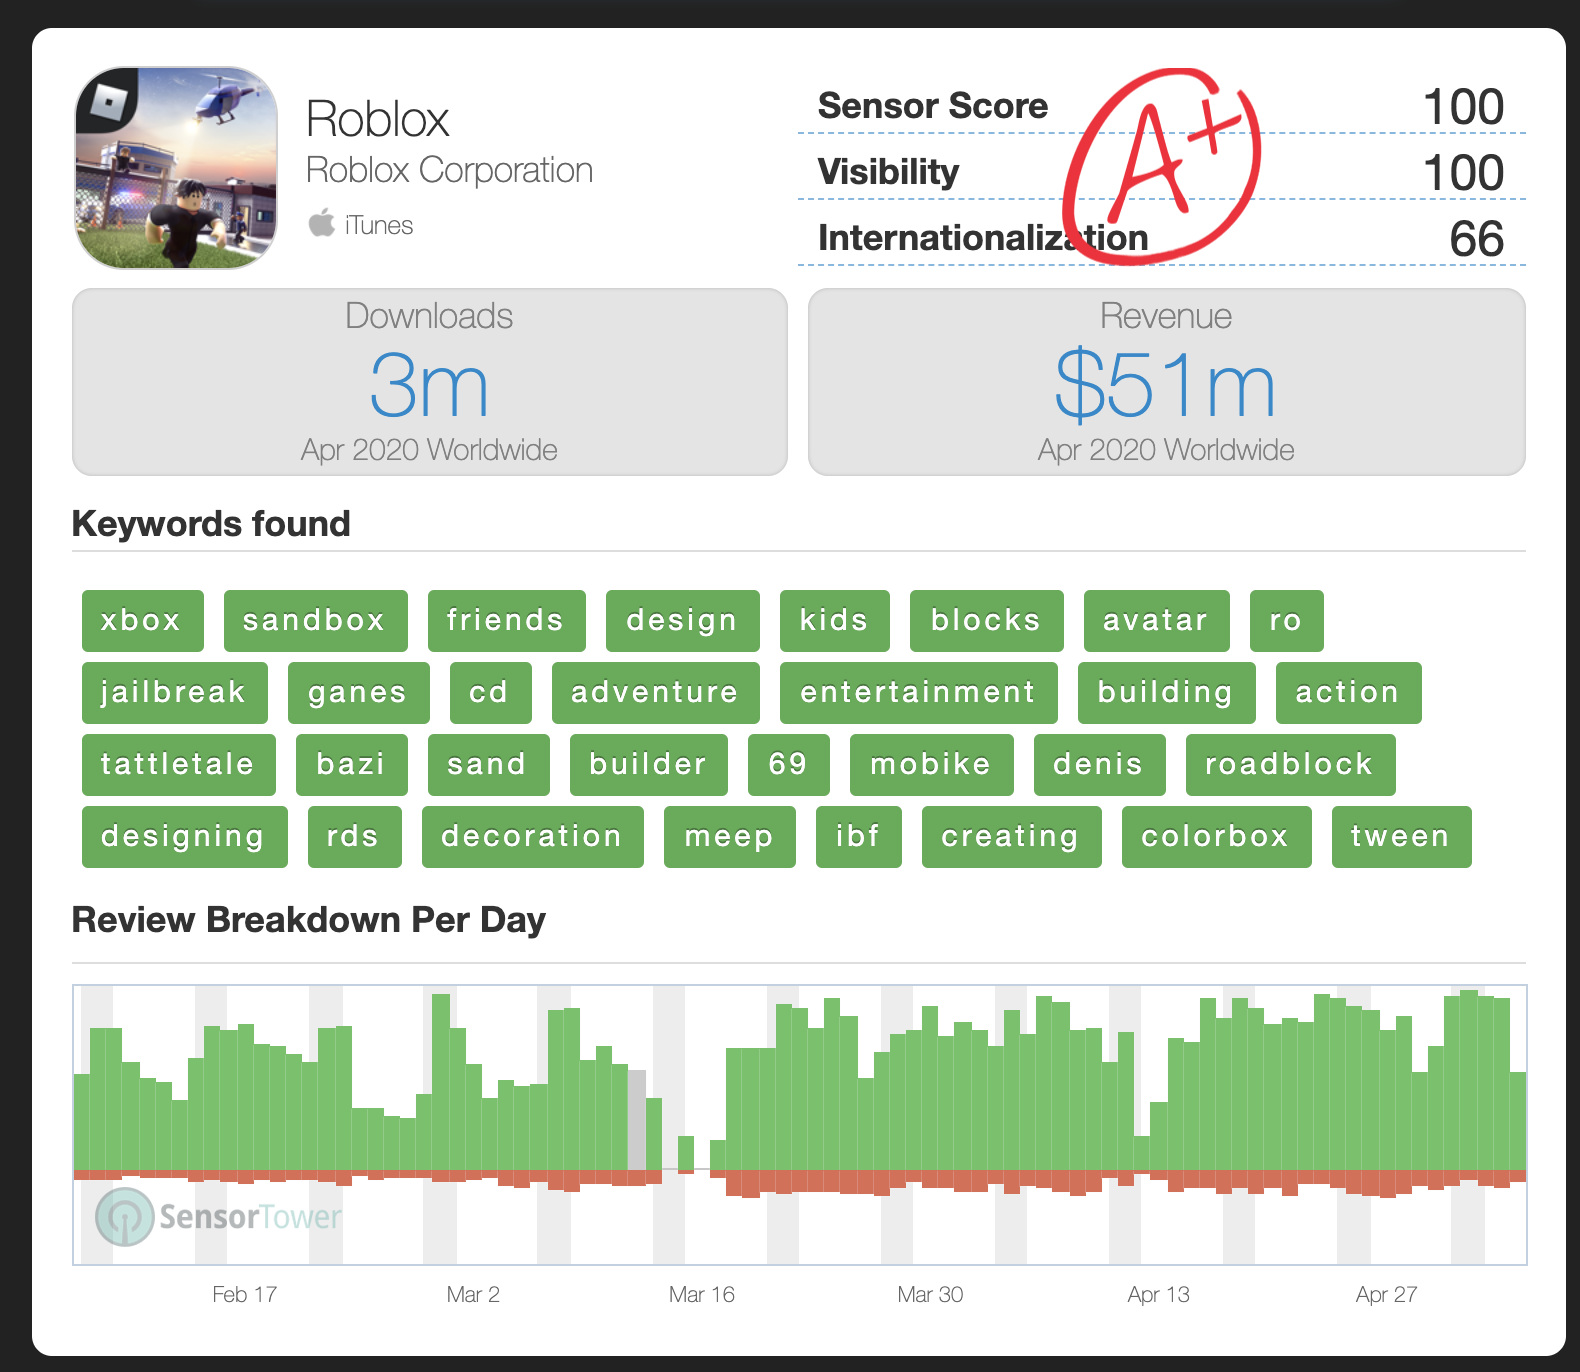 Roblox
Roblox Corporation
iTunes
Sensor Score 100
Visibility 100
Internationalization 66
A+
Downloads
3m
Apr 2020 Worldwide
Revenue
$51m
Apr 2020 Worldwide
Keywords found
xbox sandbox friends design kids blocks avatar ro
jailbreak ganes cd adventure entertainment building action
tattletale bazi sand builder 69 mobike denis roadblock
designing rds decoration meep ibf creating colorbox tween
Review Breakdown Per Day
SensorTower
Feb 17 Mar 2 Mar 16 Mar 30 Apr 13 Apr 27